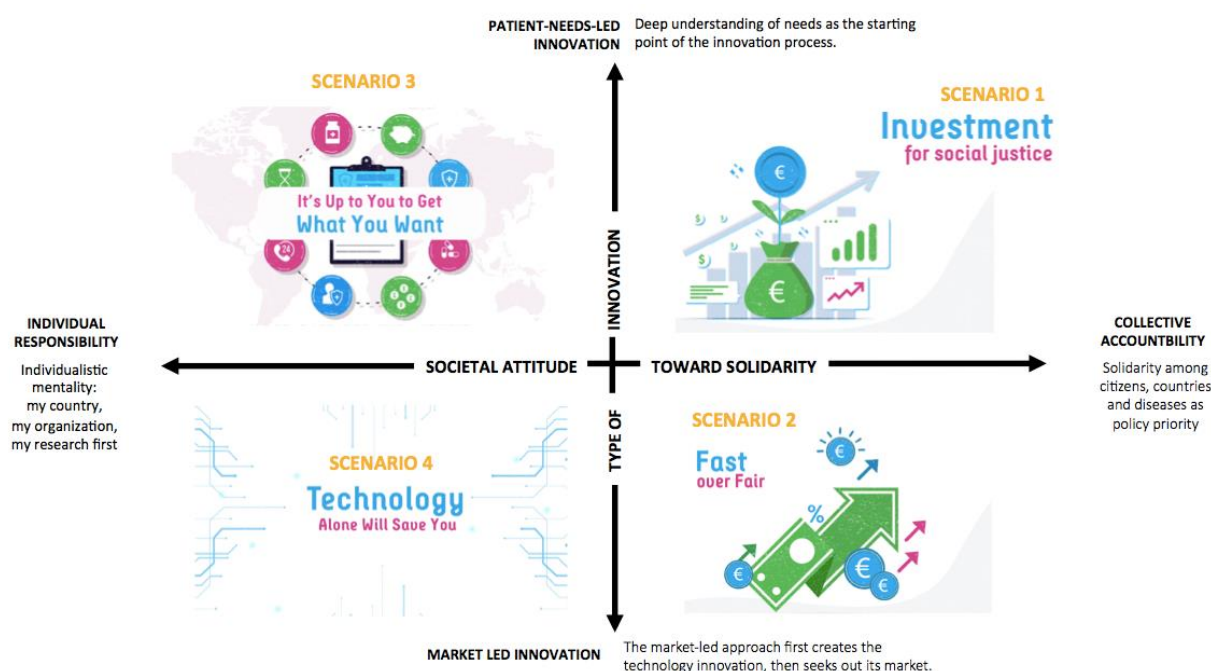 PATIENT-NEEDS-LED
INNOVATION
Deep understanding of needs as the starting
point of the innovation process.
SCENARIO 3
It's Up to You to Get
What You Want
24
SCENARIO 1
Investment
for social justice
€
$
$
€
INNOVATION
INDIVIDUAL
RESPONSIBILITY
Individualistic
mentality:
my country,
my organization,
my research first
SOCIETAL ATTITUDE
TOWARD SOLIDARITY
COLLECTIVE
ACCOUNTBILITY
Solidarity among
citizens, countries
and diseases as
policy priority
TYPE OF
SCENARIO 4
Technology
Alone Will Save You
SCENARIO 2
Fast
over Fair
€
%
€
€
€
MARKET LED INNOVATION
The market-led approach first creates the
technology innovation, then seeks out its market.